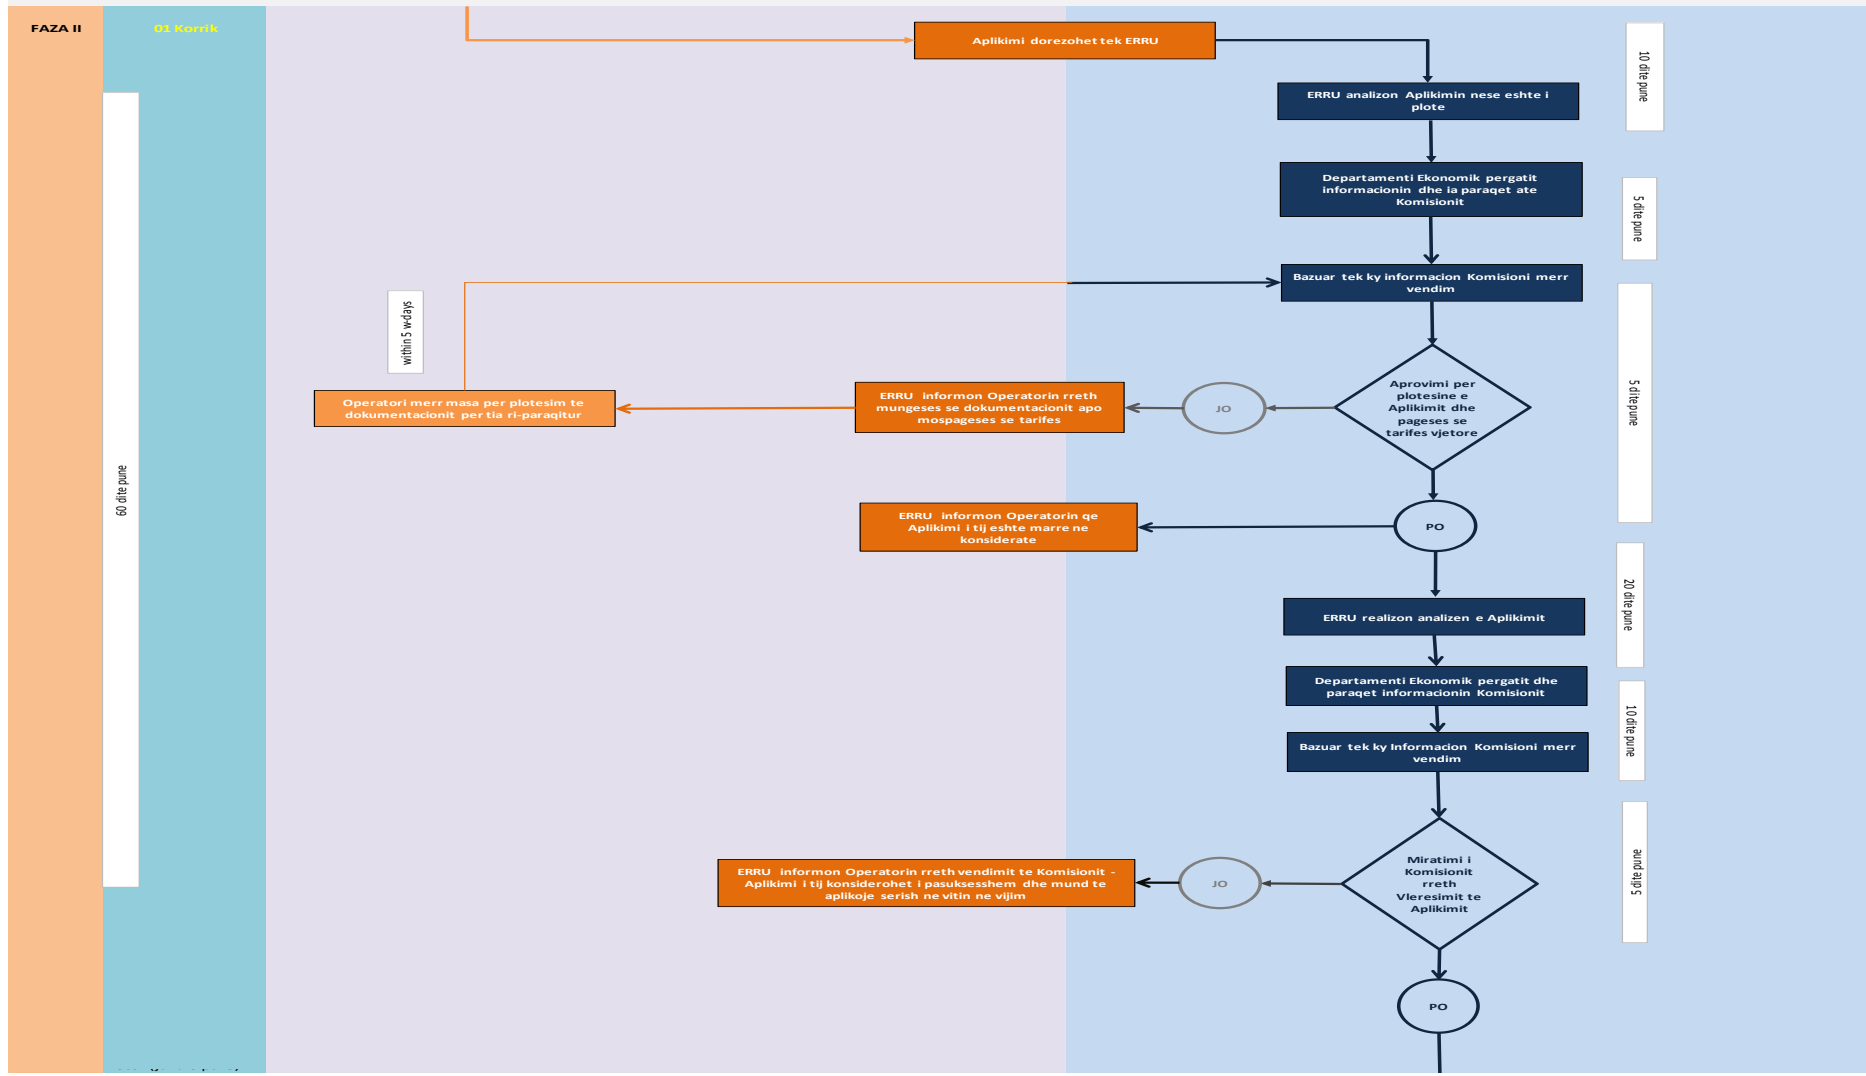 FAZA II
01 Korrik
Aplikimi dorezohet tek ERRU
10 dite pune
ERRU analizon Aplikimin nese eshte i
plote
Departamenti Ekonomik pergatit
informacionin dhe ia paraqet ate
Komisionit
5 dite pune
Bazuar tek ky informacion Komisioni merr
vendim
within 5 w-days
5 dite pune
Aprovimi per
plotesine e
Aplikimit dhe
pageses se
tarifes vjetore
JO
ERRU informon Operatorin rreth
mungeses se dokumentacionit apo
mospageses se tarifes
Operatori merr masa per plotesim te
dokumentacionit per tia ri-paraqitur
60 dite pune
PO
ERRU informon Operatorin qe
Aplikimi i tij eshte marre ne
konsiderate
20 dite pune
ERRU realizon analizen e Aplikimit
Departamenti Ekonomik pergatit dhe
paraqet informacionin Komisionit
10 dite pune
Bazuar tek ky Informacion Komisioni merr
vendim
5 dite pune
Miratimi i
Komisionit
rreth
Vleresimit te
Aplikimit
JO
ERRU informon Operatorin rreth vendimit te Komisionit -
Aplikimi i tij konsiderohet i pasuksesshem dhe mund te
aplikoje serish ne vitin ne vijim
PO